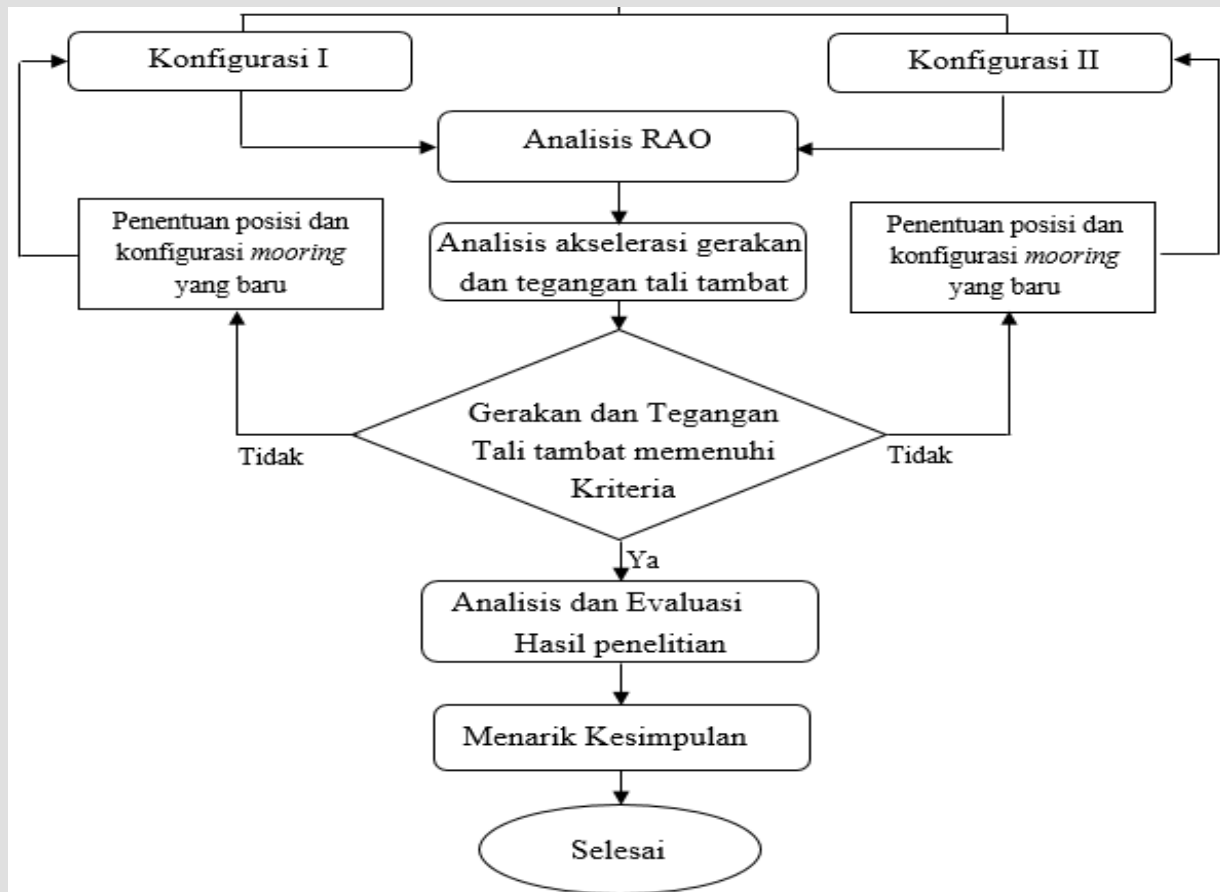 Konfigurasi I
Konfigurasi II
Analisis RAO
Penentuan posisi dan
konfigurasi mooring
yang baru
Analisis akselerasi gerakan
dan tegangan tali tambat
Penentuan posisi dan
konfigurasi mooring
yang baru
Gerakan dan Tegangan
Tali tambat memenuhi
Kriteria
Tidak
Tidak
Ya
Analisis dan Evaluasi
Hasil penelitian
Menarik Kesimpulan
Selesai